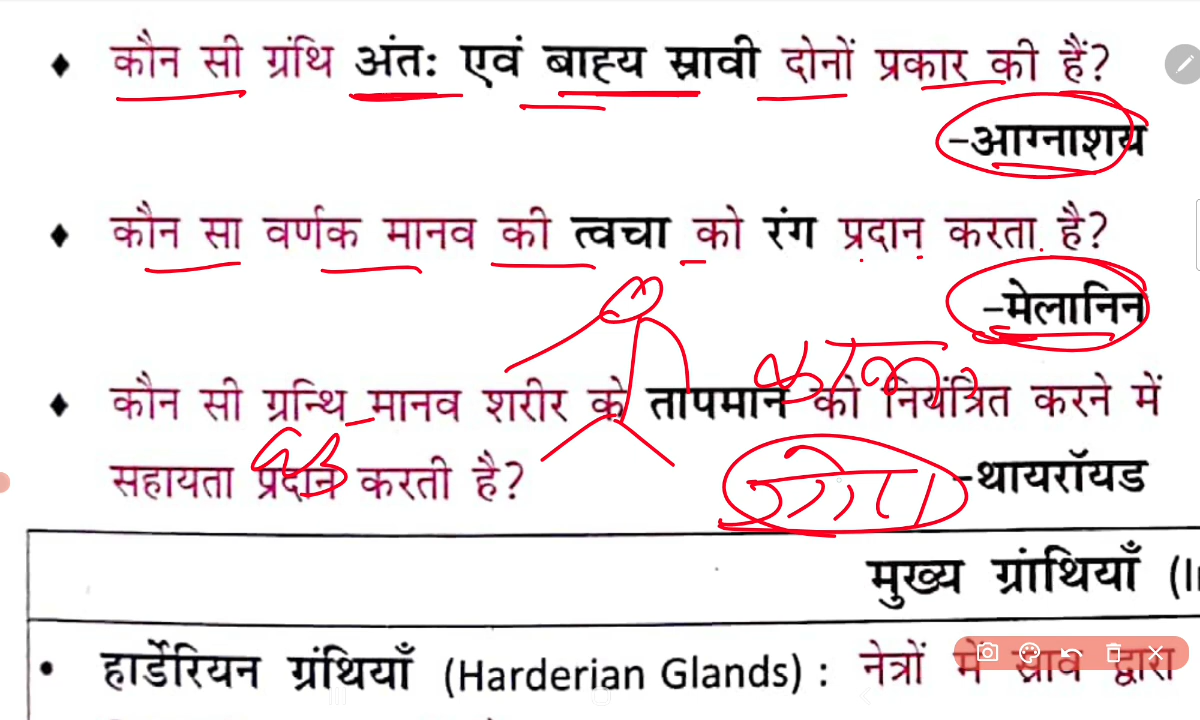 ♦ कौन सी ग्रंथि अंतः एवं बाह्य स्रावी दोनों प्रकार की हैं?
-आग्नाशय
♦ कौन सा वर्णक मानव की त्वचा को रंग प्रदान करता है?
-मेलानिन
♦ कौन सी ग्रन्थि मानव शरीर के तापमान को नियंत्रित करने में
सहायता प्रदान करती है?
-थायरॉयड
मुख्य ग्रंथियाँ
• हार्डेरियन ग्रंथियाँ (Harderian Glands) : नेत्रों में स्राव द्वारा